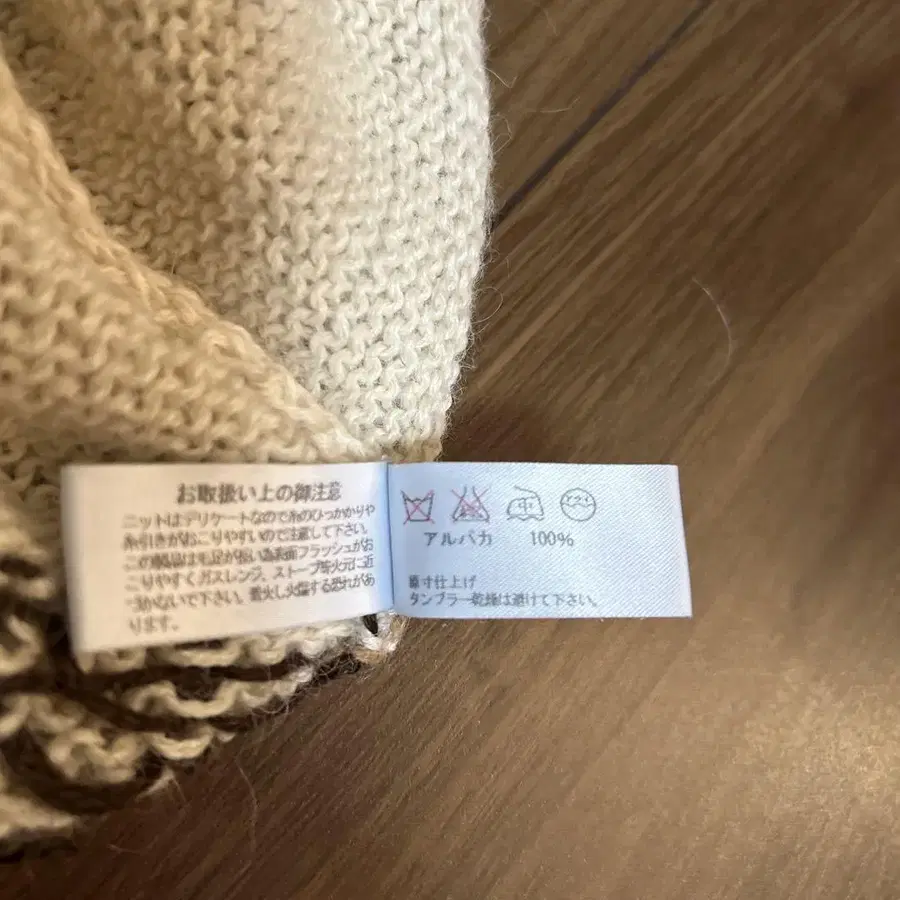 お取扱い上の御注意
ニットはデリケートなので糸のひっかかりや
糸引きがおこりやすいので注意して下さい。
この製品は毛足が長い為表面フラッシュがお
こりやすくガスレンジ、ストーブ等火元に近
づかないで下さい。着火し火傷する恐れがあ
ります。
中
ドライ
アルパカ 100%
原寸仕上げ
タンブラー乾燥は避けて下さい。